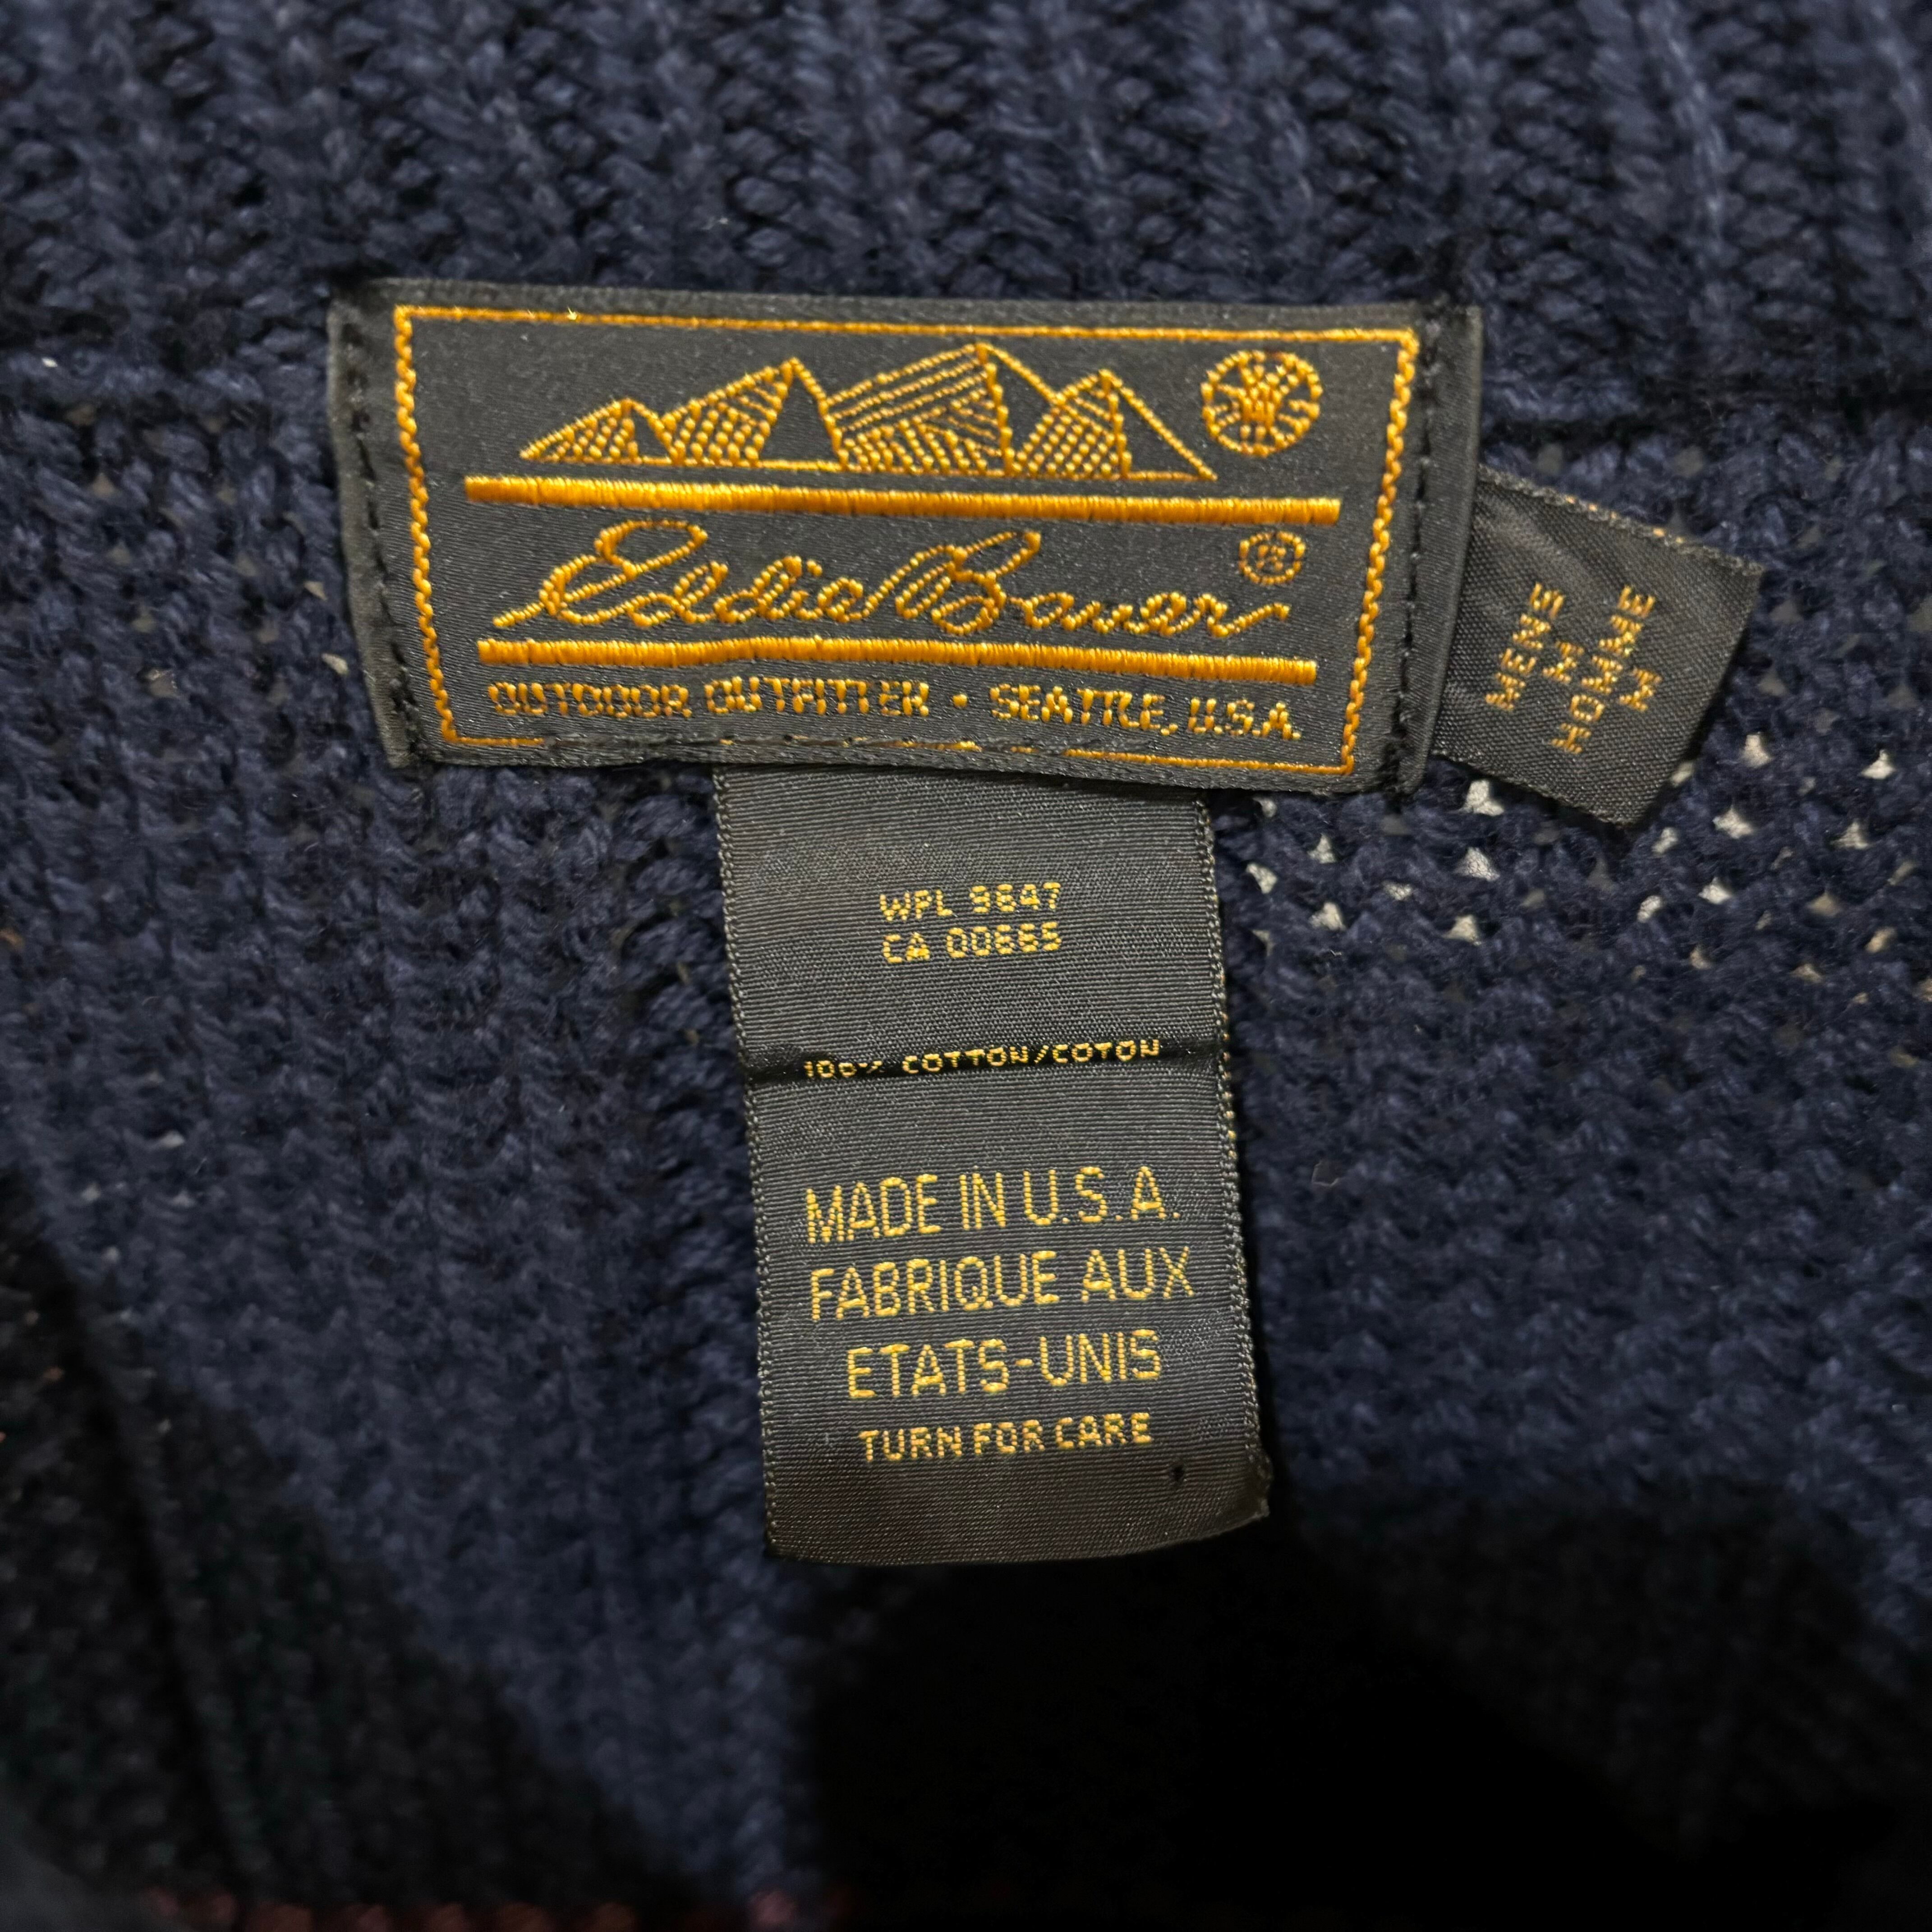 Eddie Bauer ®
OUTDOOR OUTFITTER • SEATTLE, U.S.A.
MENS
M
HOMME
M
WPL 9647
CA 00665
100% COTTON/COTON
MADE IN U.S.A.
FABRIQUE AUX
ETATS-UNIS
TURN FOR CARE